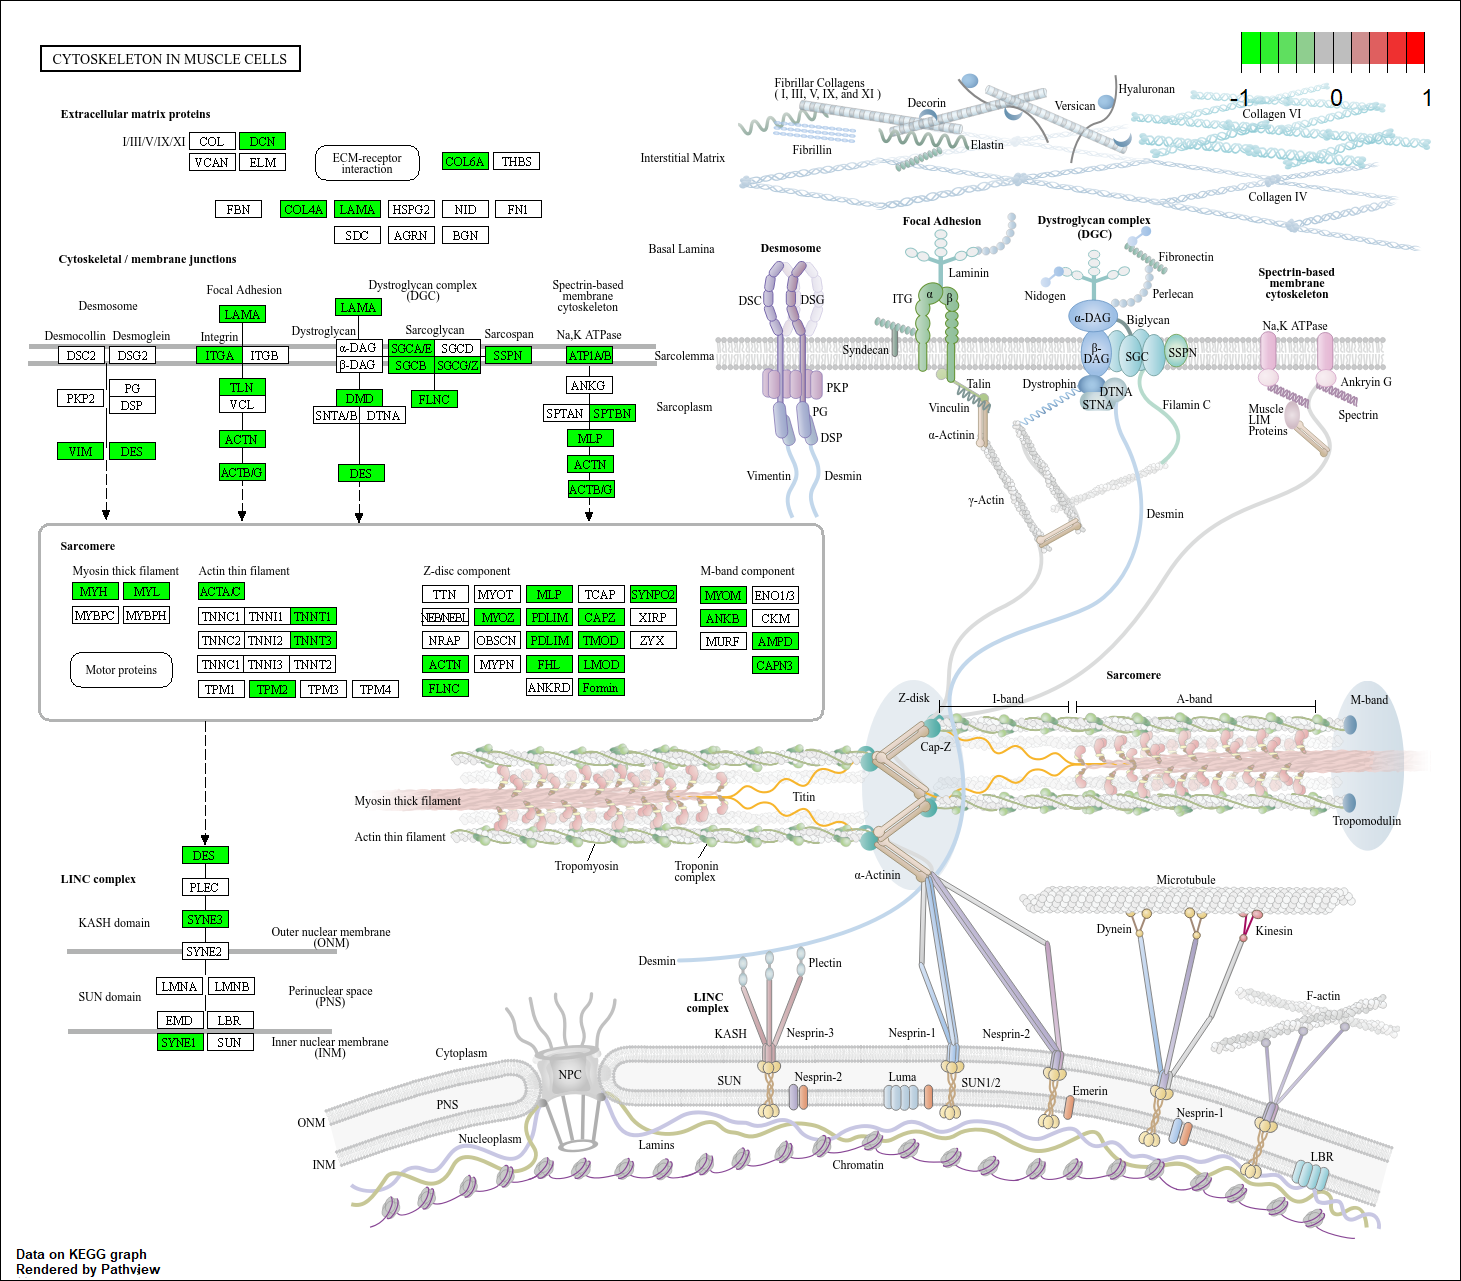 CYTOSKELETON IN MUSCLE CELLS
-1 0 1
Extracellular matrix proteins
I/III/V/IX/XI COL DCN
VCAN ELM
ECM-receptor
interaction
COL6A THBS
FBN COL4A LAMA HSPG2 NID FN1
SDC AGRN BGN
Cytoskeletal / membrane junctions
Desmosome
Desmocollin Desmoglein
DSC2 DSG2
PKP2 PG
DSP
VIM DES
Focal Adhesion
LAMA
Integrin
ITGA ITGB
TLN
VCL
ACTN
ACTB/G
Dystroglycan complex
(DGC)
LAMA
Dystroglycan Sarcoglycan Sarcospan
α-DAG SGCA/E SGCD SSPN
β-DAG SGCB SGCG/Z
DMD FLNC
SNTA/B DTNA
DES
Spectrin-based
membrane
cytoskeleton
Na,K ATPase
ATP1A/B
ANKG
SPTAN SPTBN
MLP
ACTN
ACTB/G
Sarcomere
Myosin thick filament
MYH MYL
MYBPC MYBPH
Motor proteins
Actin thin filament
ACTA/C
TNNC1 TNNI1 TNNT1
TNNC2 TNNI2 TNNT3
TNNC1 TNNI3 TNNT2
TPM1 TPM2 TPM3 TPM4
Z-disc component
TTN MYOT MLP TCAP SYNPO2
NEB/NEBL MYOZ PDLIM CAPZ XIRP
NRAP OBSCN PDLIM TMOD ZYX
ACTN MYPN FHL LMOD
FLNC ANKRD Formin
M-band component
MYOM ENO1/3
ANKB CKM
MURF AMPD
CAPN3
DES
LINC complex
PLEC
KASH domain
SYNE3
Outer nuclear membrane
(ONM)
SYNE2
LMNA LMNB
SUN domain
Perinuclear space
(PNS)
EMD LBR
SYNE1 SUN
Inner nuclear membrane
(INM)
Fibrillar Collagens
( I, III, V, IX, and XI )
Decorin
Versican
Hyaluronan
Collagen VI
Fibrillin
Elastin
Interstitial Matrix
Collagen IV
Basal Lamina
Desmosome
DSC DSG
PKP
PG
DSP
Vimentin Desmin
Focal Adhesion
Laminin
ITG α β
Syndecan
Talin
Vinculin
α-Actinin
γ-Actin
Dystroglycan complex
(DGC)
Fibronectin
Nidogen
Perlecan
α-DAG Biglycan
β-
DAG SGC SSPN
Dystrophin DTNA
STNA Filamin C
Desmin
Spectrin-based
membrane
cytoskeleton
Na,K ATPase
Ankyrin G
Muscle
LIM
Proteins
Spectrin
Sarcolemma
Sarcoplasm
Sarcomere
Z-disk I-band A-band M-band
Cap-Z
Myosin thick filament
Titin
Actin thin filament
Tropomyosin
Troponin
complex
α-Actinin
Tropomodulin
Microtubule
Dynein Kinesin
F-actin
Desmin Plectin
LINC
complex
KASH Nesprin-3 Nesprin-1 Nesprin-2
Cytoplasm
NPC
SUN Nesprin-2 Luma SUN1/2
Emerin
PNS
Nesprin-1
ONM
Nucleoplasm Lamins
INM
Chromatin
LBR
Data on KEGG graph
Rendered by Pathview